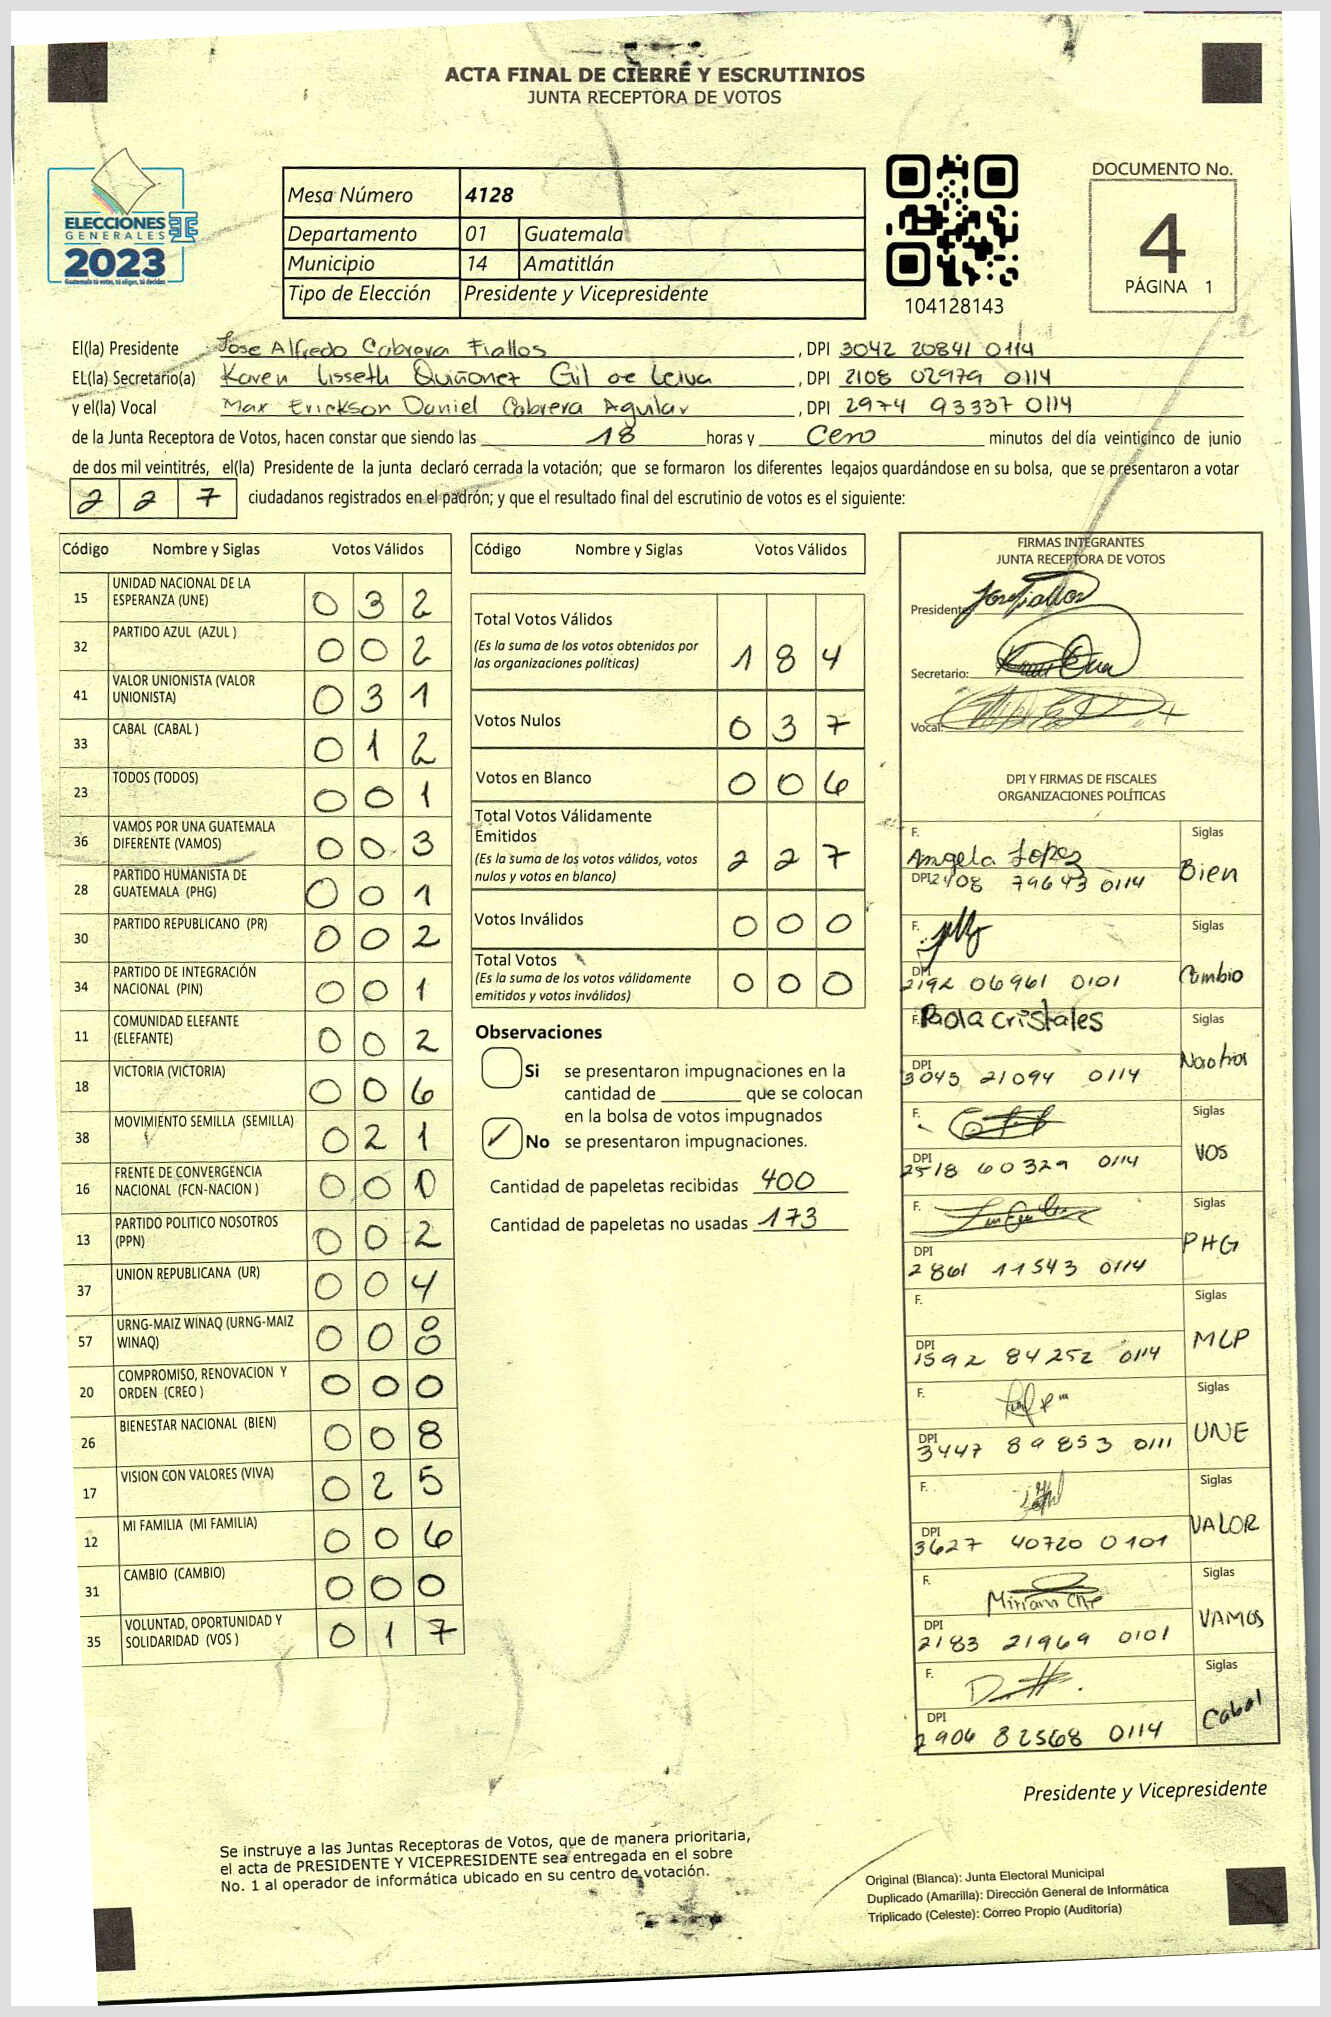 ACTA FINAL DE CIERRE Y ESCRUTINIOS
JUNTA RECEPTORA DE VOTOS
ELECCIONES
GENERALES
2023
Guatemala tú votas, tú eliges, tú decides
Mesa Número 4128
Departamento 01 Guatemala
Municipio 14 Amatitlán
Tipo de Elección Presidente y Vicepresidente
104128143
DOCUMENTO No.
4
PÁGINA 1
El(la) Presidente Jose Alfredo Cabrera Fiallos, DPI 3042 20841 0114
EL(la) Secretario(a) Karen Lisseth Quiñonez Gil de Leiva, DPI 2108 02979 0114
y el(la) Vocal Max Erickson Daniel Cabrera Aguilar, DPI 2974 93337 0114
de la Junta Receptora de Votos, hacen constar que siendo las 18 horas y Cero minutos del día veinticinco de junio
de dos mil veintitrés, el(la) Presidente de la junta declaró cerrada la votación; que se formaron los diferentes legajos guardándose en su bolsa, que se presentaron a votar
2 2 7 ciudadanos registrados en el padrón; y que el resultado final del escrutinio de votos es el siguiente:
Código Nombre y Siglas Votos Válidos
15 UNIDAD NACIONAL DE LA ESPERANZA (UNE) 0 3 2
32 PARTIDO AZUL (AZUL ) 0 0 2
41 VALOR UNIONISTA (VALOR UNIONISTA) 0 3 1
33 CABAL (CABAL ) 0 1 2
23 TODOS (TODOS) 0 0 1
36 VAMOS POR UNA GUATEMALA DIFERENTE (VAMOS) 0 0 3
28 PARTIDO HUMANISTA DE GUATEMALA (PHG) 0 0 1
30 PARTIDO REPUBLICANO (PR) 0 0 2
34 PARTIDO DE INTEGRACIÓN NACIONAL (PIN) 0 0 1
11 COMUNIDAD ELEFANTE (ELEFANTE) 0 0 2
18 VICTORIA (VICTORIA) 0 0 6
38 MOVIMIENTO SEMILLA (SEMILLA) 0 2 1
16 FRENTE DE CONVERGENCIA NACIONAL (FCN-NACION ) 0 0 0
13 PARTIDO POLITICO NOSOTROS (PPN) 0 0 2
37 UNION REPUBLICANA (UR) 0 0 4
57 URNG-MAIZ WINAQ (URNG-MAIZ WINAQ) 0 0 8
20 COMPROMISO, RENOVACION Y ORDEN (CREO ) 0 0 0
26 BIENESTAR NACIONAL (BIEN) 0 0 8
17 VISION CON VALORES (VIVA) 0 2 5
12 MI FAMILIA (MI FAMILIA) 0 0 6
31 CAMBIO (CAMBIO) 0 0 0
35 VOLUNTAD, OPORTUNIDAD Y SOLIDARIDAD (VOS ) 0 1 7
Código Nombre y Siglas Votos Válidos
Total Votos Válidos
(Es la suma de los votos obtenidos por
las organizaciones políticas) 1 8 4
Votos Nulos 0 3 7
Votos en Blanco 0 0 6
Total Votos Válidamente
Emitidos
(Es la suma de los votos válidos, votos
nulos y votos en blanco) 2 2 7
Votos Inválidos 0 0 0
Total Votos
(Es la suma de los votos válidamente
emitidos y votos inválidos) 0 0 0
Observaciones
Si se presentaron impugnaciones en la
cantidad de ________ que se colocan
en la bolsa de votos impugnados
✓ No se presentaron impugnaciones.
Cantidad de papeletas recibidas 400
Cantidad de papeletas no usadas 173
FIRMAS INTEGRANTES
JUNTA RECEPTORA DE VOTOS
Presidente:
Secretario:
Vocal:
DPI Y FIRMAS DE FISCALES
ORGANIZACIONES POLÍTICAS
F. Angela Lopez Siglas
DPI 2408 79643 0114 Bien
F. Siglas
DPI 2192 06961 0101 Cambio
F. Paola cristales Siglas
DPI 3045 21094 0114 Nosotros
F. Siglas
DPI 2518 60329 0114 VOS
F. Siglas
DPI 2861 11543 0114 PHG
F. Siglas
DPI 1592 84252 0114 MLP
F. Siglas
DPI 3447 89853 0111 UNE
F. Siglas
DPI 3627 40720 0101 VALOR
F. Miriam Siglas
DPI 2183 21969 0101 VAMOS
F. Siglas
DPI 2906 82568 0114 Cabal
Presidente y Vicepresidente
Se instruye a las Juntas Receptoras de Votos, que de manera prioritaria,
el acta de PRESIDENTE Y VICEPRESIDENTE sea entregada en el sobre
No. 1 al operador de informática ubicado en su centro de votación.
Original (Blanca): Junta Electoral Municipal
Duplicado (Amarilla): Dirección General de Informática
Triplicado (Celeste): Correo Propio (Auditoría)